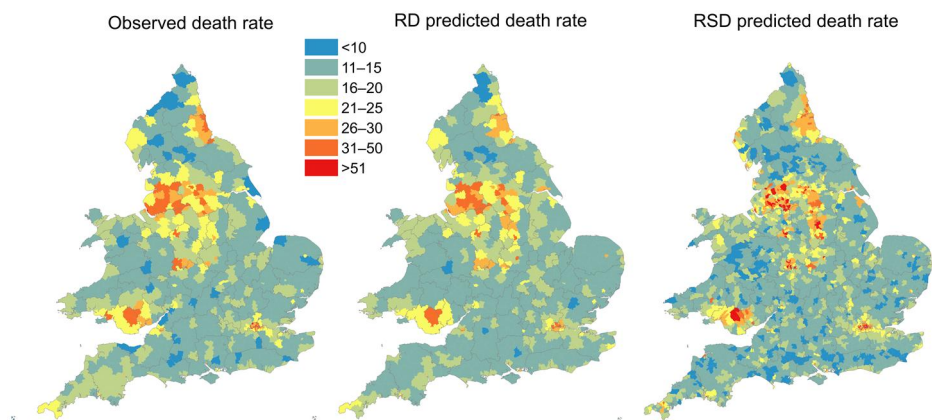 Observed death rate
RD predicted death rate
RSD predicted death rate
<10
11–15
16–20
21–25
26–30
31–50
>51